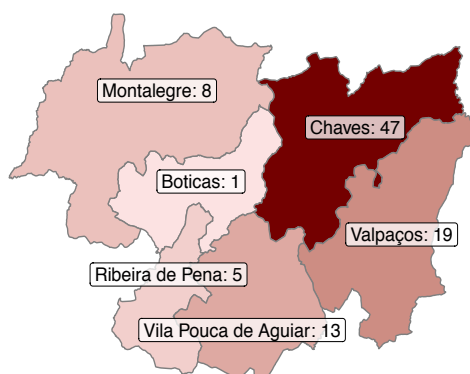 Montalegre: 8
Chaves: 47
Boticas: 1
Valpaços: 19
Ribeira de Pena: 5
Vila Pouca de Aguiar: 13